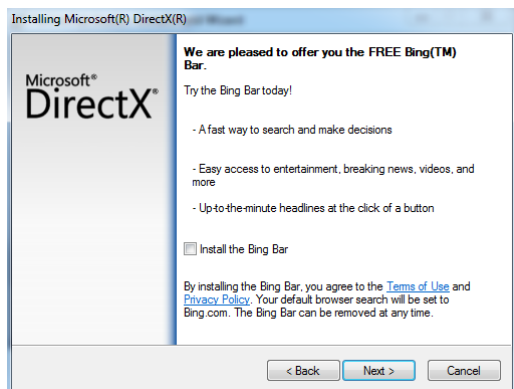 Installing Microsoft(R) DirectX(R)
Microsoft®
DirectX®
We are pleased to offer you the FREE Bing(TM)
Bar.
Try the Bing Bar today!
- A fast way to search and make decisions
- Easy access to entertainment, breaking news, videos, and
more
- Up-to-the-minute headlines at the click of a button
Install the Bing Bar
By installing the Bing Bar, you agree to the Terms of Use and
Privacy Policy. Your default browser search will be set to
Bing.com. The Bing Bar can be removed at any time.
< Back
Next >
Cancel